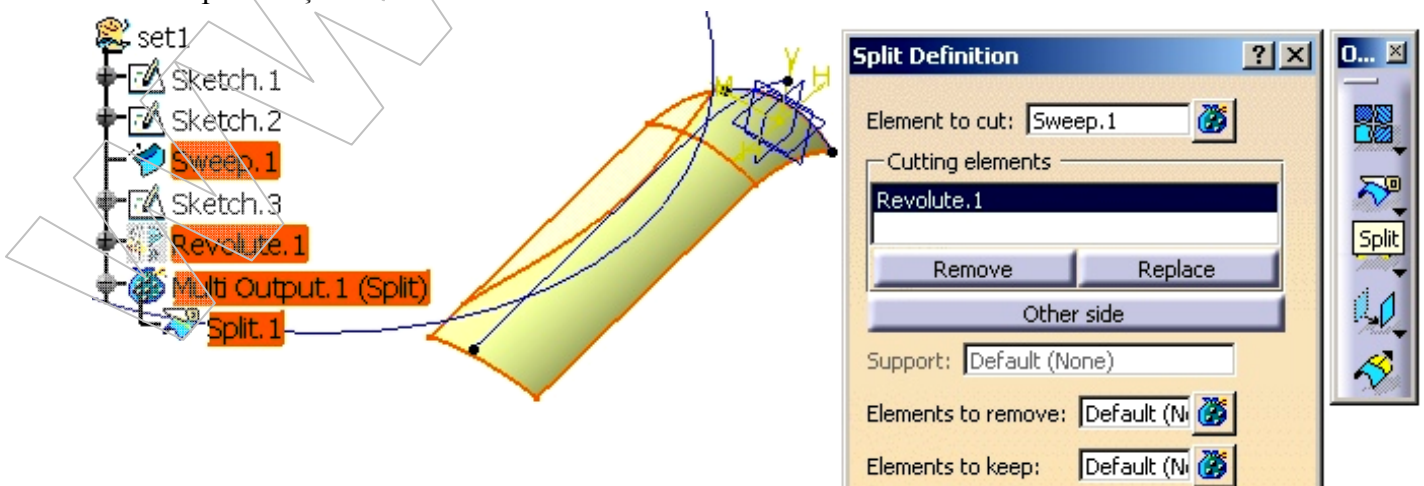 set1
Sketch.1
Sketch.2
Sweep.1
Sketch.3
Revolute.1
Multi Output.1 (Split)
Split.1
V
H
Split Definition
Element to cut: Sweep.1
Cutting elements
Revolute.1
Remove Replace
Other side
Support: Default (None)
Elements to remove: Default (N
Elements to keep: Default (N
O...
Split